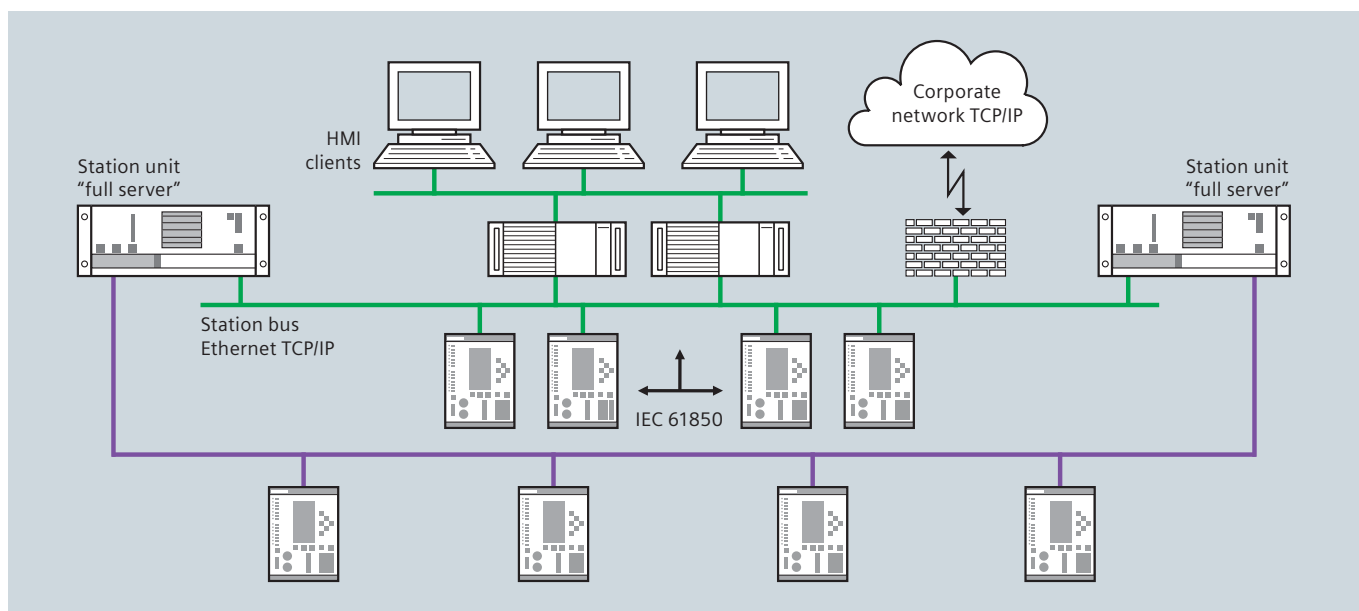 Corporate
network TCP/IP
HMI
clients
Station unit
“full server”
Station unit
“full server”
Station bus
Ethernet TCP/IP
IEC 61850